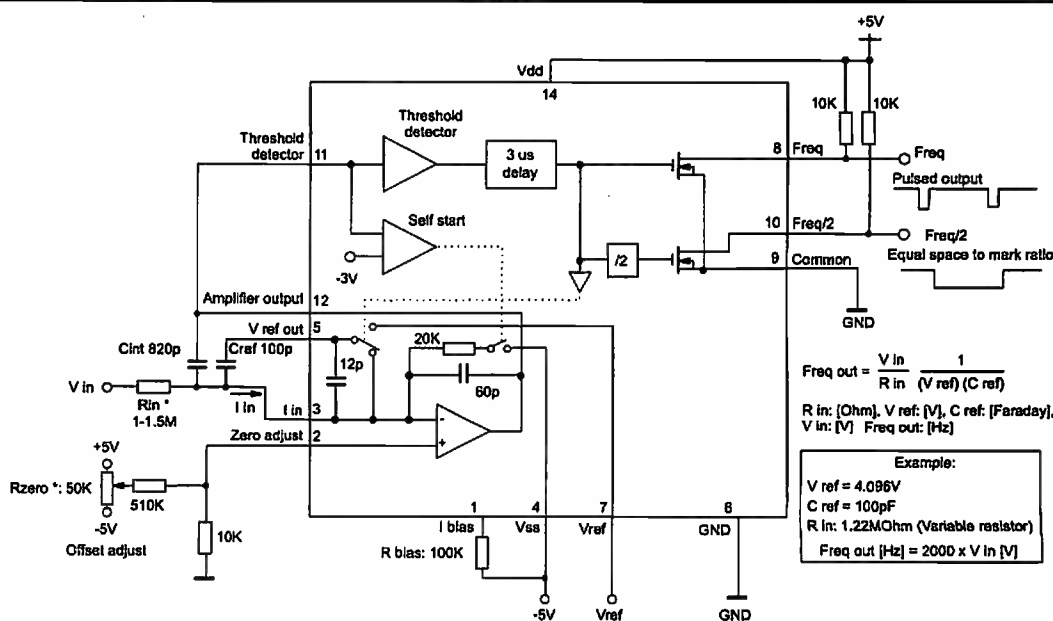 +5V
Vdd
14
10K
10K
Threshold
detector
Threshold
detector
11
3 us
delay
8
Freq
Freq
Pulsed output
Self start
-3V
10
Freq/2
Freq/2
/2
9
Common
Equal space to mark ratio
GND
Amplifier output
12
V ref out
5
20K
Cint 820p
Cref 100p
12p
60p
V in
Rin *
1-1.5M
I in
I in
3
-
+
Zero adjust
2
+5V
Rzero *: 50K
510K
-5V
Offset adjust
10K
1
4
7
6
I bias
Vss
Vref
GND
R bias: 100K
-5V
Vref
GND
Freq out = V in / R in 1 / (V ref) (C ref)
R in: [Ohm], V ref: [V], C ref: [Faraday],
V in: [V] Freq out: [Hz]
Example:
V ref = 4.096V
C ref = 100pF
R in: 1.22MOhm (Variable resistor)
Freq out [Hz] = 2000 x V in [V]